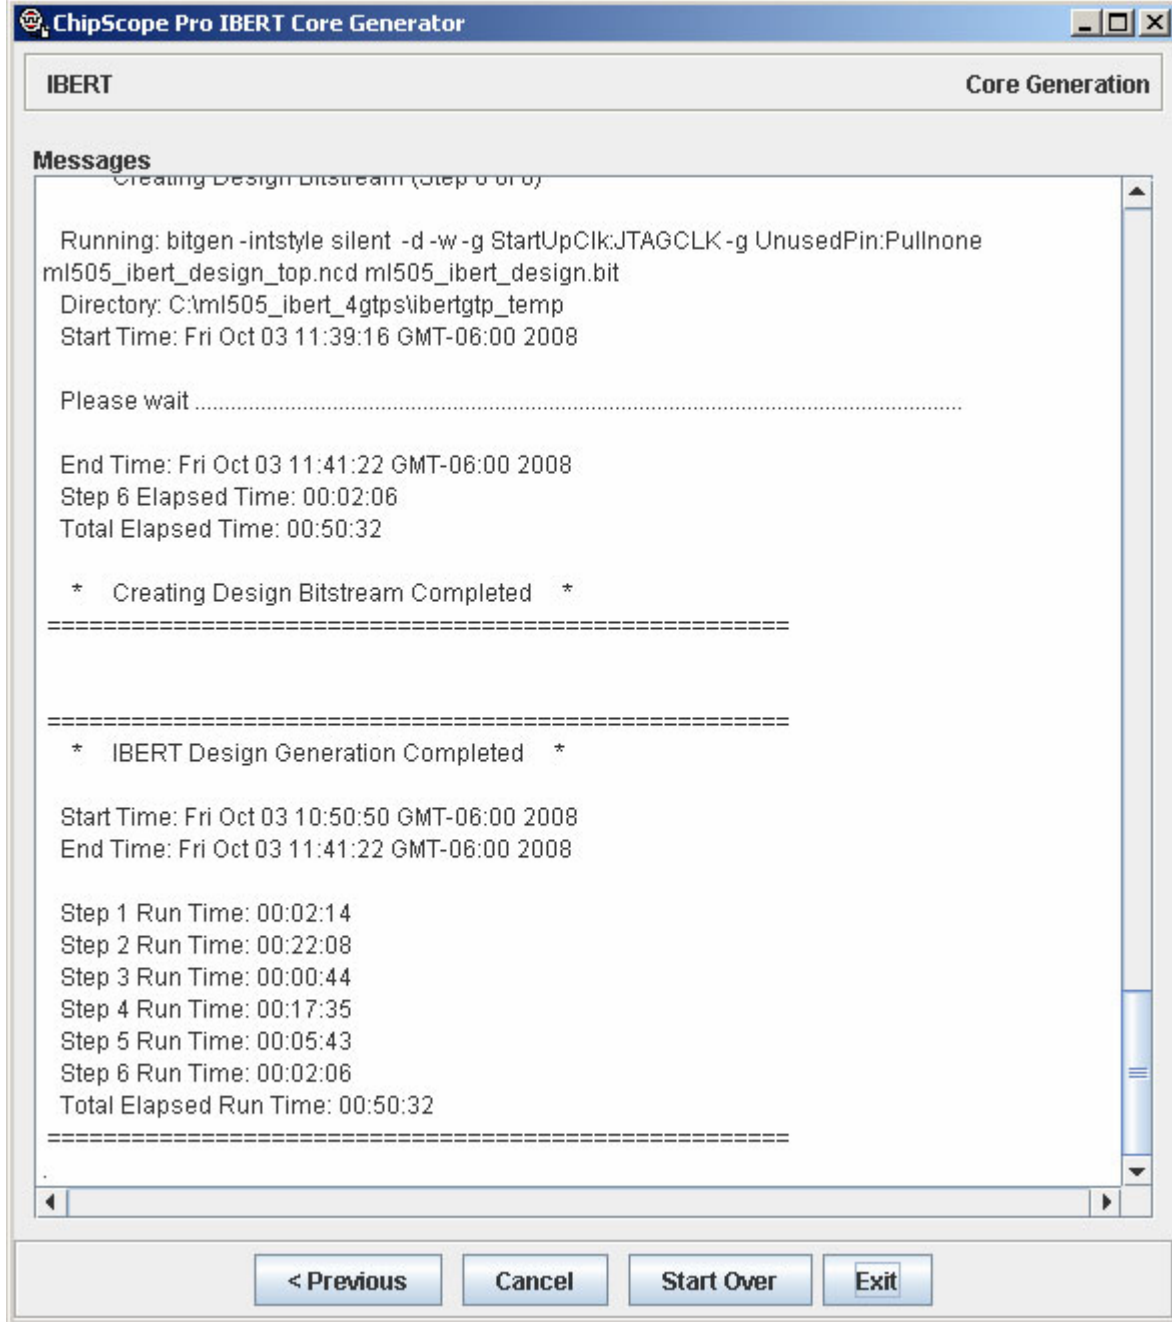 ChipScope Pro IBERT Core Generator
IBERT Core Generation
Messages
Creating Design Bitstream (Step 6 of 6)
Running: bitgen -intstyle silent -d -w -g StartUpClk:JTAGCLK -g UnusedPin:Pullnone
ml505_ibert_design_top.ncd ml505_ibert_design.bit
Directory: C:\ml505_ibert_4gtps\ibertgtp_temp
Start Time: Fri Oct 03 11:39:16 GMT-06:00 2008
Please wait ................................................................................................................................
End Time: Fri Oct 03 11:41:22 GMT-06:00 2008
Step 6 Elapsed Time: 00:02:06
Total Elapsed Time: 00:50:32
* Creating Design Bitstream Completed *
=====================================================
=====================================================
* IBERT Design Generation Completed *
Start Time: Fri Oct 03 10:50:50 GMT-06:00 2008
End Time: Fri Oct 03 11:41:22 GMT-06:00 2008
Step 1 Run Time: 00:02:14
Step 2 Run Time: 00:22:08
Step 3 Run Time: 00:00:44
Step 4 Run Time: 00:17:35
Step 5 Run Time: 00:05:43
Step 6 Run Time: 00:02:06
Total Elapsed Run Time: 00:50:32
=====================================================
.
< Previous Cancel Start Over Exit